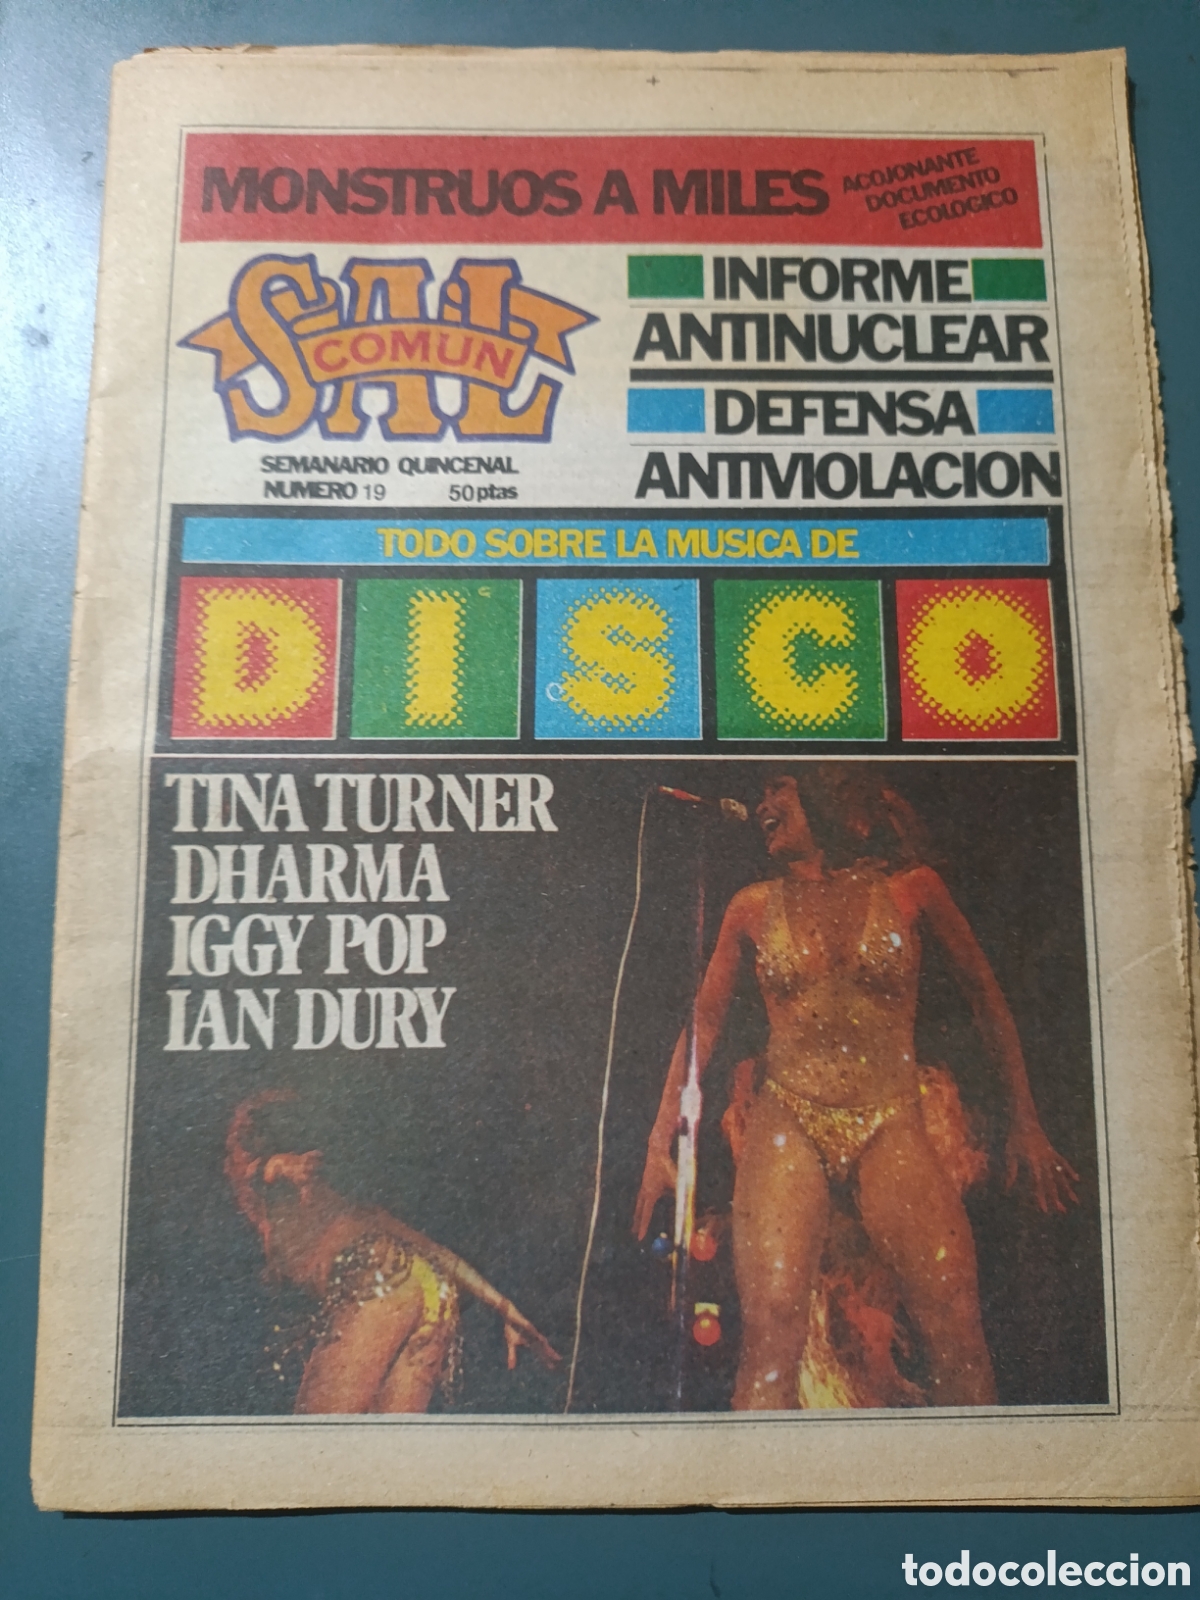 MONSTRUOS A MILES
ACOJONANTE
DOCUMENTO
ECOLOGICO
SAL
COMUN
SEMANARIO QUINCENAL
NUMERO 19 50 ptas
INFORME
ANTINUCLEAR
DEFENSA
ANTIVIOLACION
TODO SOBRE LA MUSICA DE
DISCO
TINA TURNER
DHARMA
IGGY POP
IAN DURY
todocoleccion